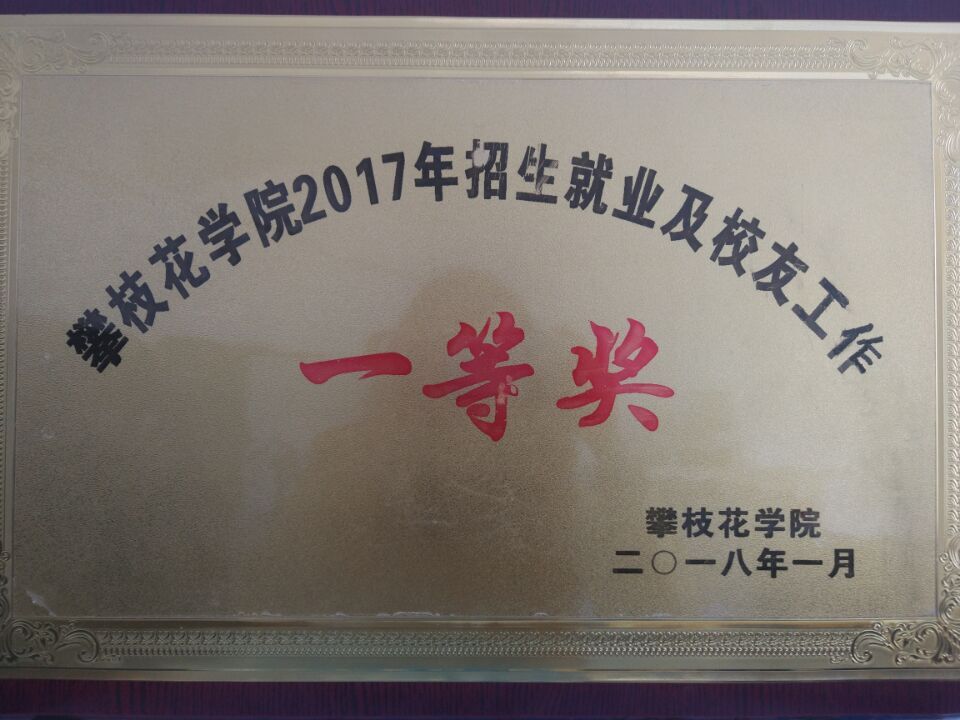 攀枝花学院2017年招生就业及校友工作
一等奖
攀枝花学院
二〇一八年一月